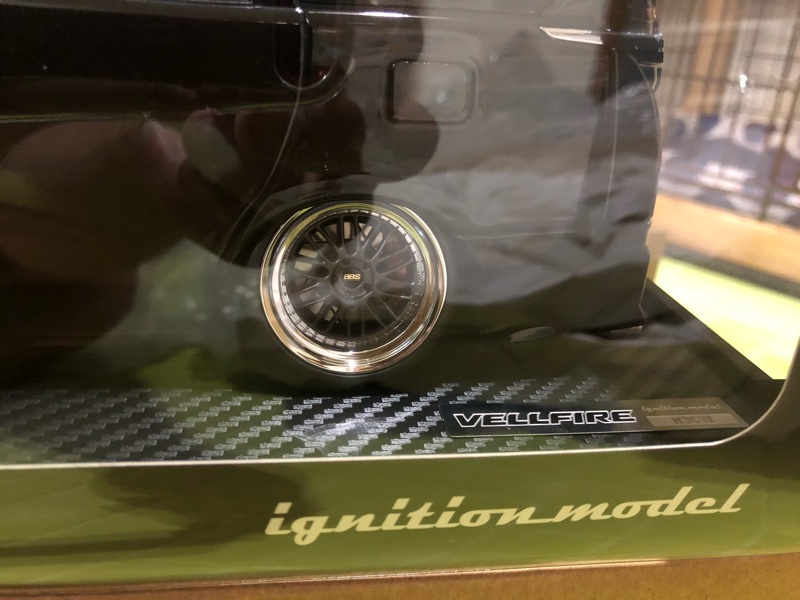 BBS
VELLFIRE
ignition model
ignition model